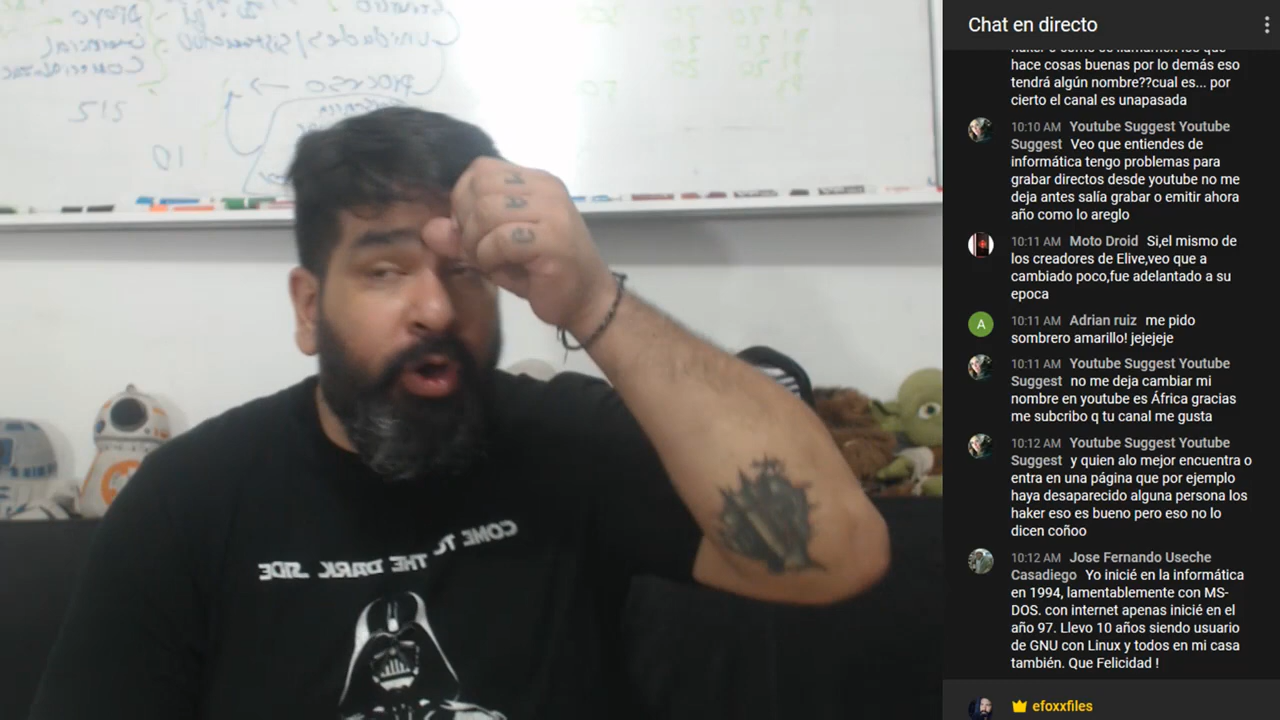 Chat en directo
haker o como se llamamen los que
hace cosas buenas por lo demás eso
tendrá algún nombre??cual es... por
cierto el canal es unapasada
10:10 AM Youtube Suggest Youtube
Suggest Veo que entiendes de
informática tengo problemas para
grabar directos desde youtube no me
deja antes salía grabar o emitir ahora
año como lo areglo
10:11 AM Moto Droid Si,el mismo de
los creadores de Elive,veo que a
cambiado poco,fue adelantado a su
epoca
A
10:11 AM Adrian ruiz me pido
sombrero amarillo! jejejeje
10:11 AM Youtube Suggest Youtube
Suggest no me deja cambiar mi
nombre en youtube es África gracias
me subcribo q tu canal me gusta
10:12 AM Youtube Suggest Youtube
Suggest y quien alo mejor encuentra o
entra en una página que por ejemplo
haya desaparecido alguna persona los
haker eso es bueno pero eso no lo
dicen coñoo
10:12 AM Jose Fernando Useche
Casadiego Yo inicié en la informática
en 1994, lamentablemente con MS-
DOS. con internet apenas inicié en el
año 97. Llevo 10 años siendo usuario
de GNU con Linux y todos en mi casa
también. Que Felicidad !
efoxxfiles
COME TO THE DARK SIDE
proceso
515
10